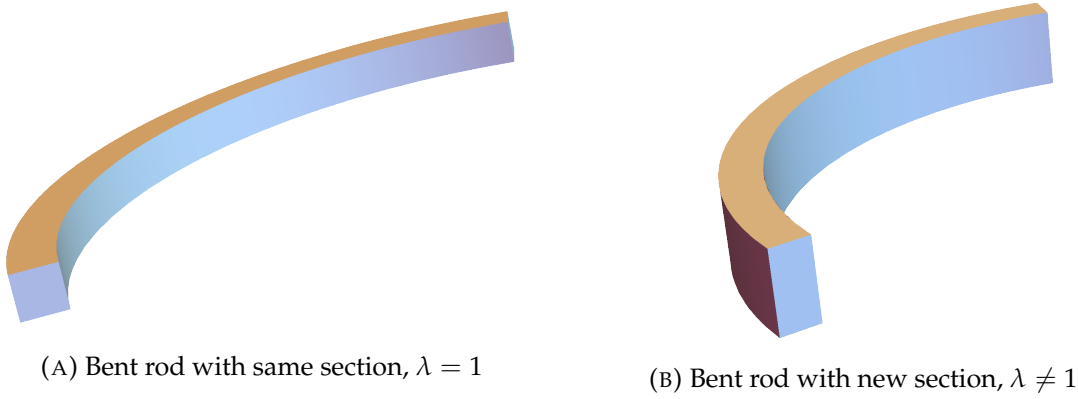 (A) Bent rod with same section, λ = 1
(B) Bent rod with new section, λ ≠ 1